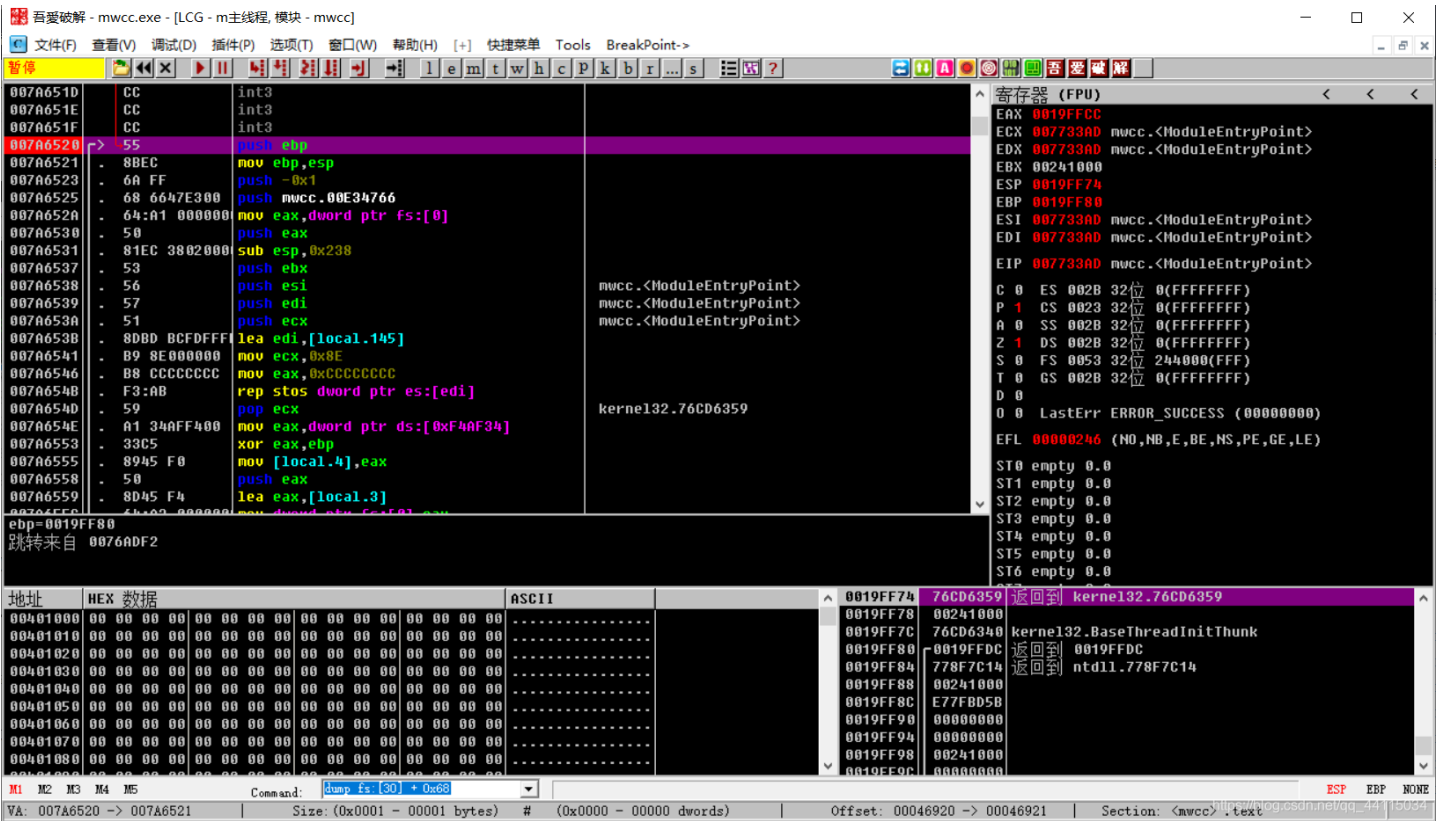 吾愛破解 - mwcc.exe - [LCG - m主线程, 模块 - mwcc]
文件(F) 查看(V) 调试(D) 插件(P) 选项(T) 窗口(W) 帮助(H) [+] 快捷菜单 Tools BreakPoint->
暂停 l e m t w h c P k b r ... s ? A 吾 爱 破 解
007A651D CC int3
007A651E CC int3
007A651F CC int3
007A6520 55 push ebp
007A6521 . 8BEC mov ebp,esp
007A6523 . 6A FF push -0x1
007A6525 . 68 6647E300 push mwcc.00E34766
007A652A . 64:A1 0000000 mov eax,dword ptr fs:[0]
007A6530 . 50 push eax
007A6531 . 81EC 3802000 sub esp,0x238
007A6537 . 53 push ebx
007A6538 . 56 push esi mwcc.<ModuleEntryPoint>
007A6539 . 57 push edi mwcc.<ModuleEntryPoint>
007A653A . 51 push ecx mwcc.<ModuleEntryPoint>
007A653B . 8DBD BCFDFFF lea edi,[local.145]
007A6541 . B9 8E000000 mov ecx,0x8E
007A6546 . B8 CCCCCCCC mov eax,0xCCCCCCCC
007A654B . F3:AB rep stos dword ptr es:[edi]
007A654D . 59 pop ecx kernel32.76CD6359
007A654E . A1 34AFF400 mov eax,dword ptr ds:[0xF4AF34]
007A6553 . 33C5 xor eax,ebp
007A6555 . 8945 F0 mov [local.4],eax
007A6558 . 50 push eax
007A6559 . 8D45 F4 lea eax,[local.3]
ebp=0019FF80
跳转来自 0076ADF2
寄存器 (FPU) < < <
EAX 0019FFCC
ECX 007733AD mwcc.<ModuleEntryPoint>
EDX 007733AD mwcc.<ModuleEntryPoint>
EBX 00241000
ESP 0019FF74
EBP 0019FF80
ESI 007733AD mwcc.<ModuleEntryPoint>
EDI 007733AD mwcc.<ModuleEntryPoint>
EIP 007733AD mwcc.<ModuleEntryPoint>
C 0 ES 002B 32位 0(FFFFFFFF)
P 1 CS 0023 32位 0(FFFFFFFF)
A 0 SS 002B 32位 0(FFFFFFFF)
Z 1 DS 002B 32位 0(FFFFFFFF)
S 0 FS 0053 32位 244000(FFF)
T 0 GS 002B 32位 0(FFFFFFFF)
D 0
O 0 LastErr ERROR_SUCCESS (00000000)
EFL 00000246 (NO,NB,E,BE,NS,PE,GE,LE)
ST0 empty 0.0
ST1 empty 0.0
ST2 empty 0.0
ST3 empty 0.0
ST4 empty 0.0
ST5 empty 0.0
ST6 empty 0.0
地址 HEX 数据 ASCII
00401000 00 00 00 00 00 00 00 00 00 00 00 00 00 00 00 00 ................
00401010 00 00 00 00 00 00 00 00 00 00 00 00 00 00 00 00 ................
00401020 00 00 00 00 00 00 00 00 00 00 00 00 00 00 00 00 ................
00401030 00 00 00 00 00 00 00 00 00 00 00 00 00 00 00 00 ................
00401040 00 00 00 00 00 00 00 00 00 00 00 00 00 00 00 00 ................
00401050 00 00 00 00 00 00 00 00 00 00 00 00 00 00 00 00 ................
00401060 00 00 00 00 00 00 00 00 00 00 00 00 00 00 00 00 ................
00401070 00 00 00 00 00 00 00 00 00 00 00 00 00 00 00 00 ................
00401080 00 00 00 00 00 00 00 00 00 00 00 00 00 00 00 00 ................
0019FF74 76CD6359 返回到 kernel32.76CD6359
0019FF78 00241000
0019FF7C 76CD6340 kernel32.BaseThreadInitThunk
0019FF80 0019FFDC 返回到 0019FFDC
0019FF84 778F7C14 返回到 ntdll.778F7C14
0019FF88 00241000
0019FF8C E77FBD5B
0019FF90 00000000
0019FF94 00000000
0019FF98 00241000
0019FF9C 00000000
M1 M2 M3 M4 M5 Command: dump fs:[30] + 0x68 ESP EBP NONE
VA: 007A6520 -> 007A6521 Size:(0x0001 - 00001 bytes) # (0x0000 - 00000 dwords) Offset: 00046920 -> 00046921 Section: <mwcc> .text
https://blog.csdn.net/qq_44115034